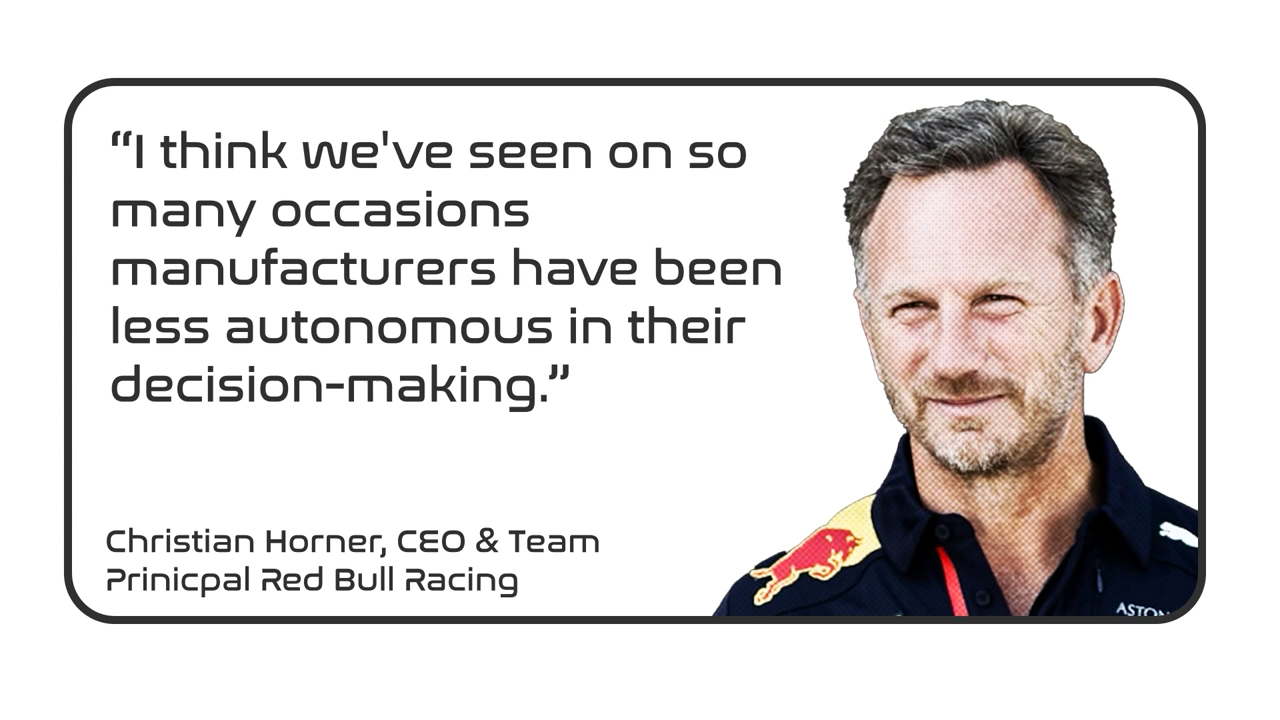 “I think we've seen on so
many occasions
manufacturers have been
less autonomous in their
decision-making.”
Christian Horner, CEO & Team
Prinicpal Red Bull Racing
ASTON